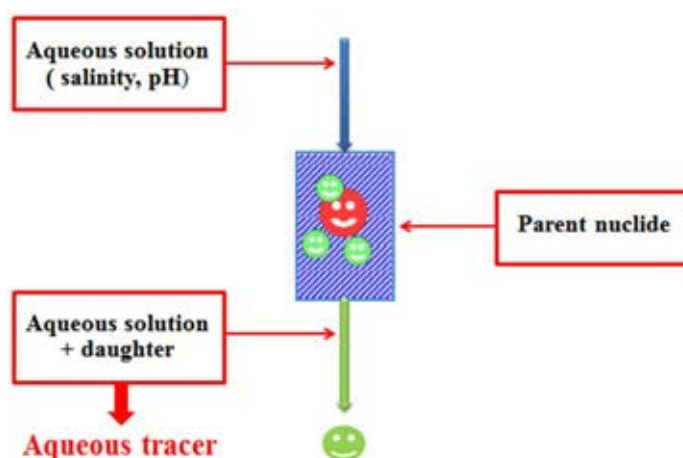 Aqueous solution
( salinity, pH)
Parent nuclide
Aqueous solution
+ daughter
Aqueous tracer